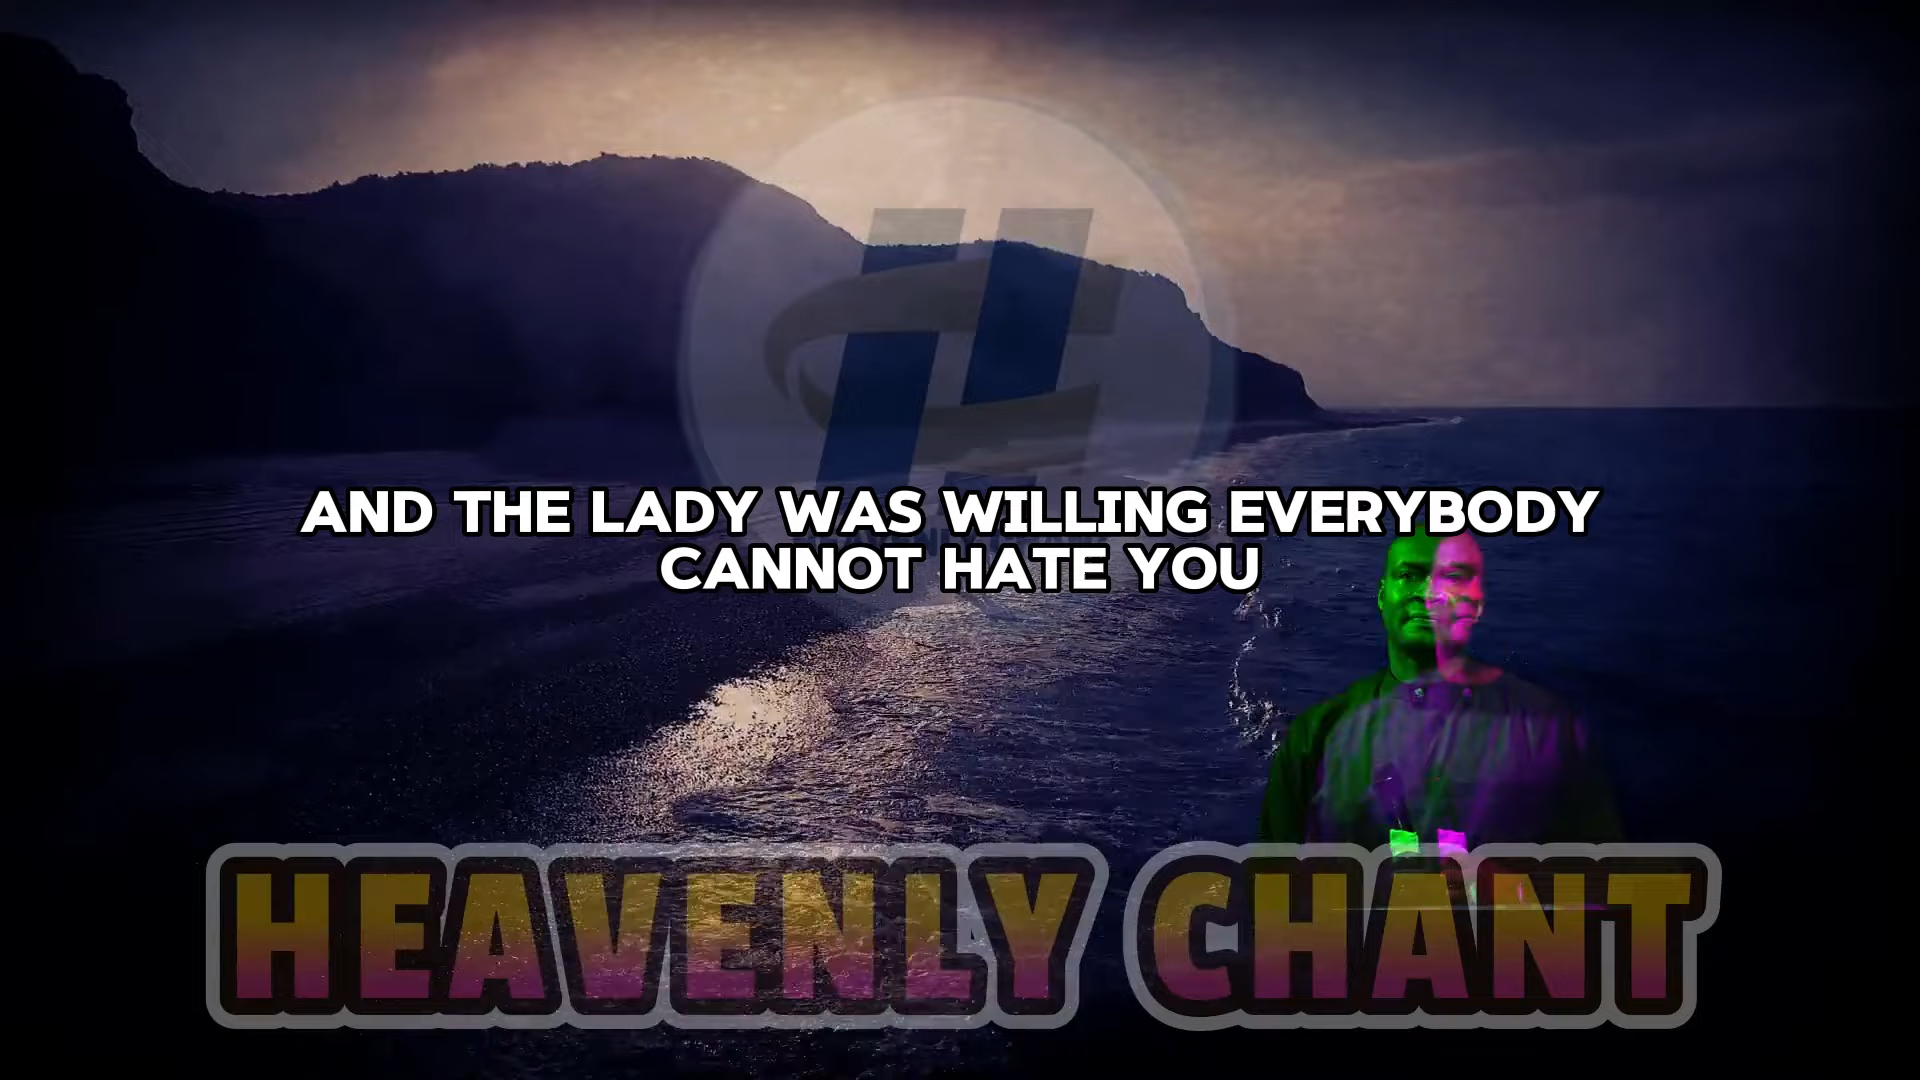 AND THE LADY WAS WILLING EVERYBODY
CANNOT HATE YOU
HEAVENLY CHANT